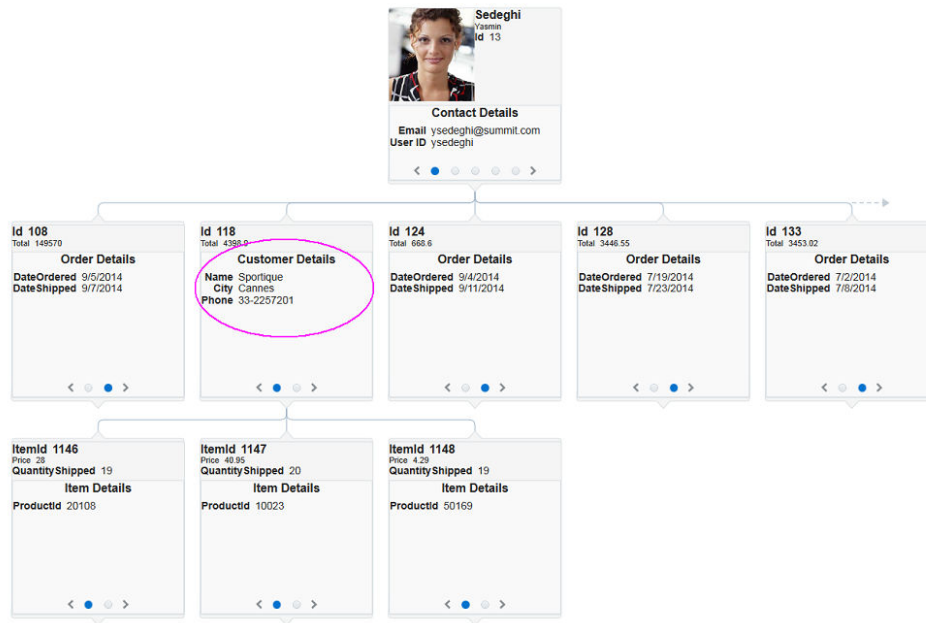 Sedeghi
Yasmin
Id 13
Contact Details
Email ysedeghi@summit.com
User ID ysedeghi
Id 108
Total 149570
Order Details
DateOrdered 9/5/2014
DateShipped 9/7/2014
Id 118
Total
Customer Details
Name Sportique
City Cannes
Phone 33-2257201
Id 124
Total 668.6
Order Details
DateOrdered 9/4/2014
DateShipped 9/11/2014
Id 128
Total 3446.55
Order Details
DateOrdered 7/19/2014
DateShipped 7/23/2014
Id 133
Total 3453.02
Order Details
DateOrdered 7/2/2014
DateShipped 7/8/2014
ItemId 1146
Price 28
QuantityShipped 19
Item Details
ProductId 20108
ItemId 1147
Price 40.95
QuantityShipped 20
Item Details
ProductId 10023
ItemId 1148
Price 4.29
QuantityShipped 19
Item Details
ProductId 50169